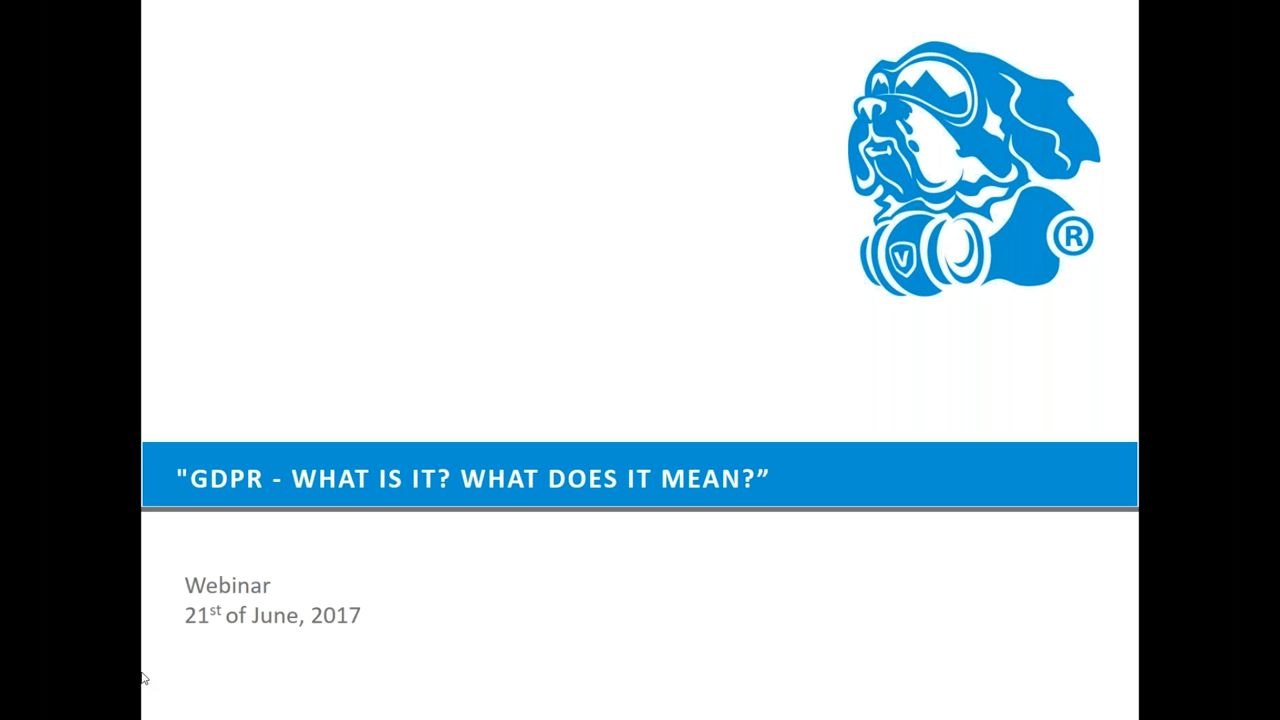 V
®
"GDPR - WHAT IS IT? WHAT DOES IT MEAN?”
Webinar
21st of June, 2017